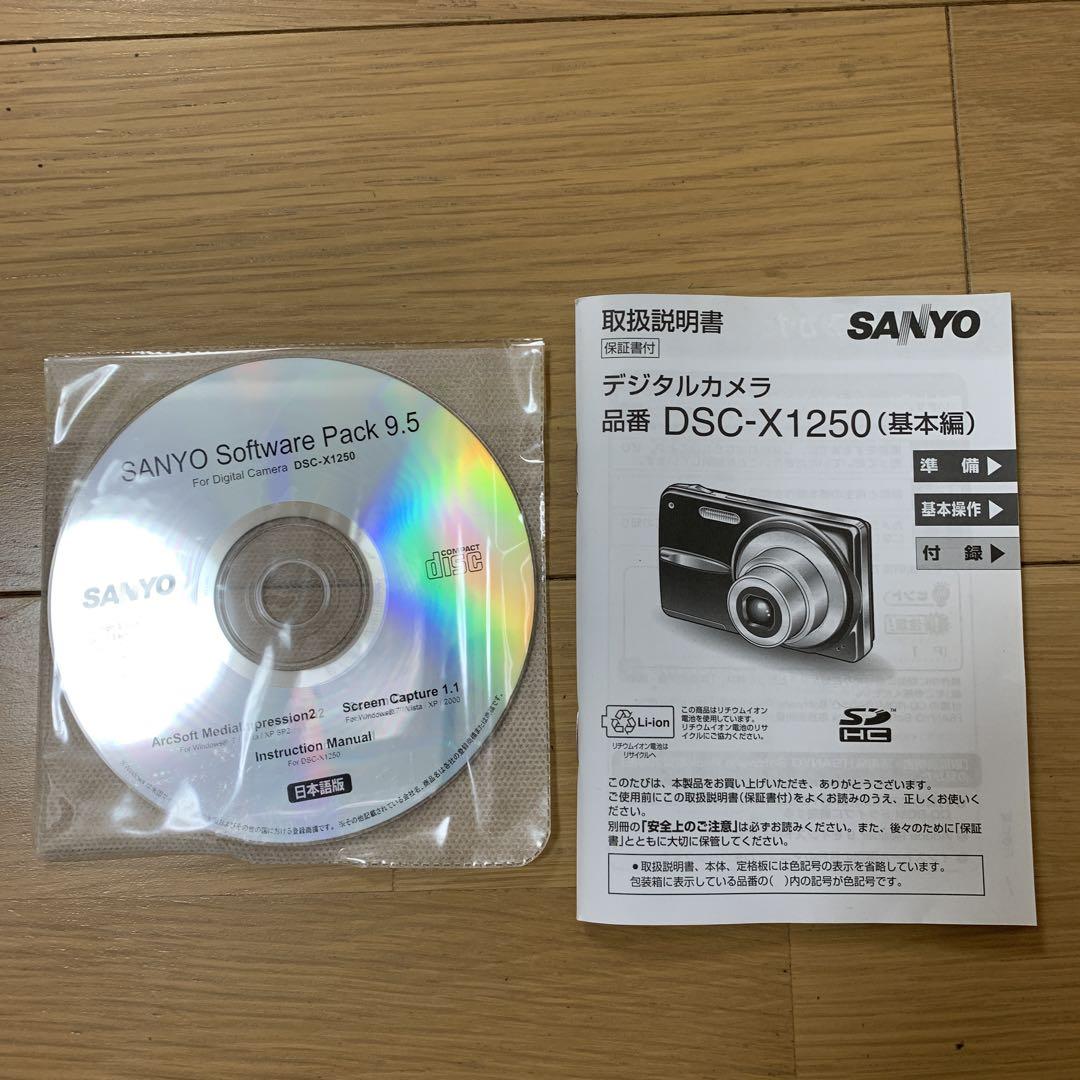 SANYO Software Pack 9.5
For Digital Camera DSC-X1250
COMPACT
disc
SANYO
Screen Capture 1.1
ArcSoft MediaImpression2
Instruction Manual
For DSC-X1250
日本語版
取扱説明書
SANYO
保証書付
デジタルカメラ
品番 DSC-X1250(基本編)
準 備▶
基本操作▶
付 録▶
Li-ion
この商品はリチウムイオン
電池を使用しています。
リチウムイオン電池のリサ
イクルにご協力ください。
リチウムイオン電池は
リサイクルへ
SD™
HC
このたびは、本製品をお買い上げいただき、ありがとうございます。
ご使用前にこの取扱説明書(保証書付)をよくお読みのうえ、正しくお使いく
ださい。
別冊の「安全上のご注意」は必ずお読みください。また、後々のために「保証
書」とともに大切に保管してください。
●取扱説明書、本体、定格板には色記号の表示を省略しています。
包装箱に表示している品番の( )内の記号が色記号です。